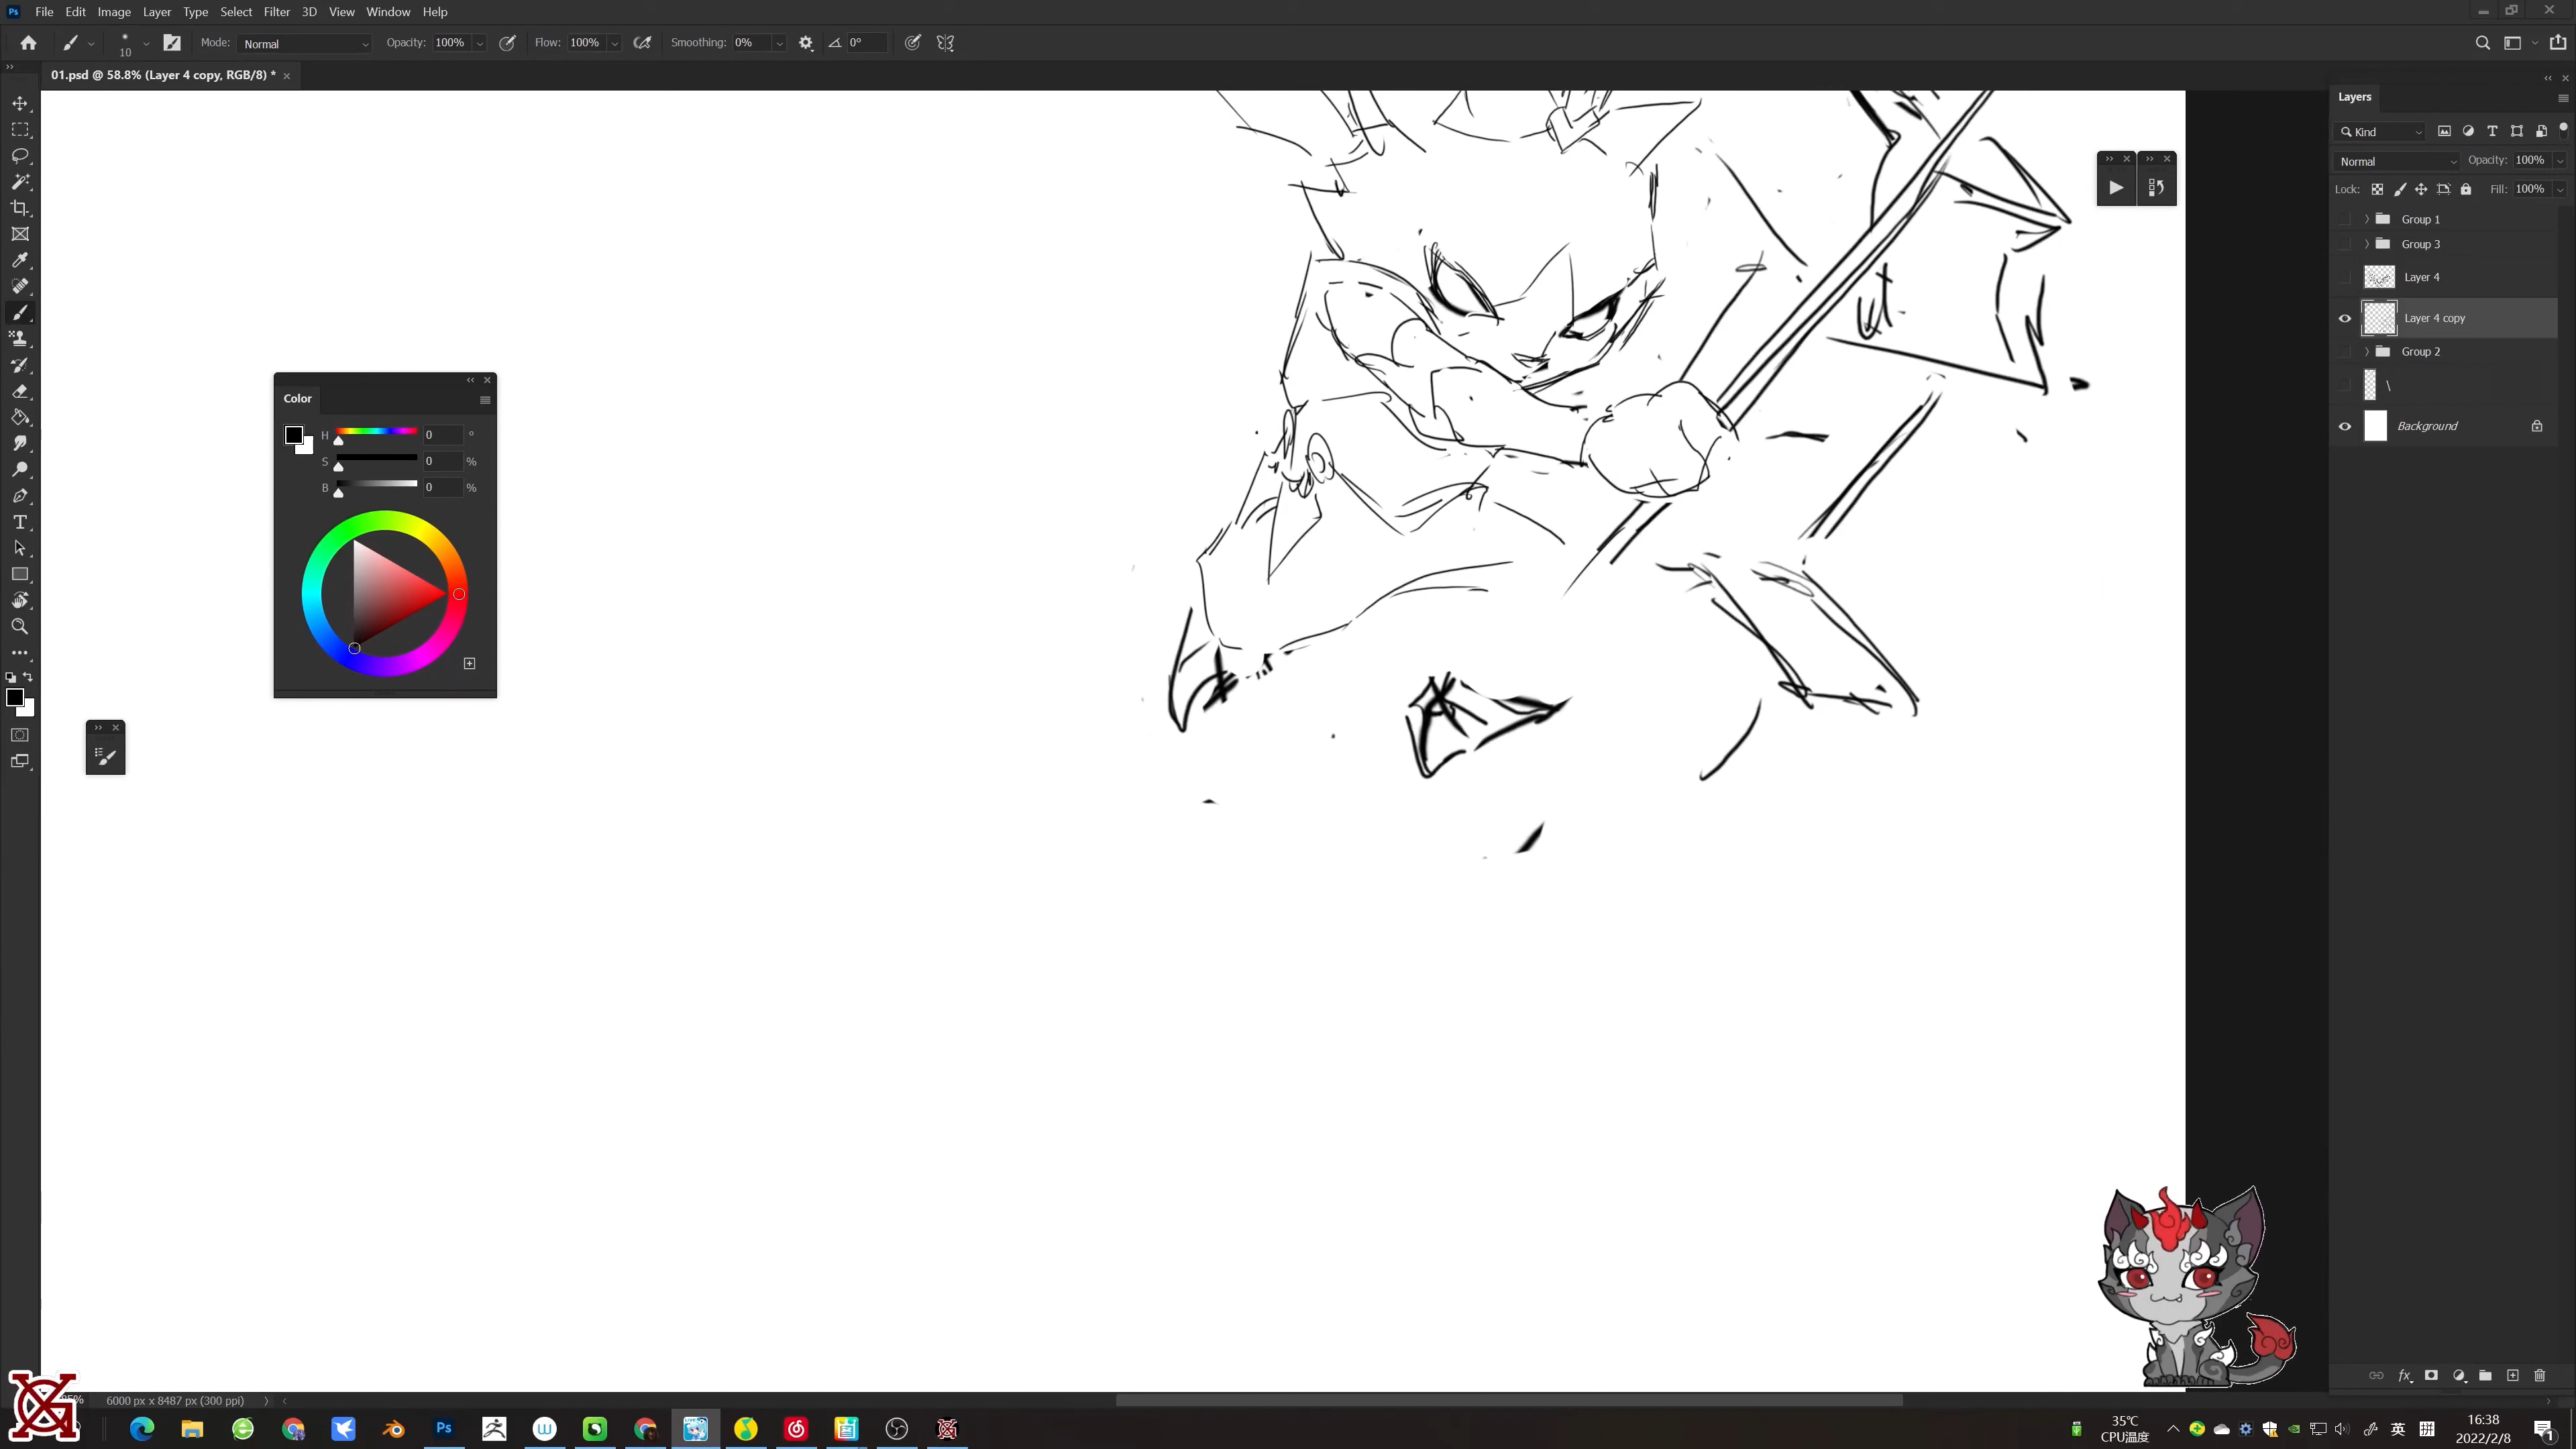 File Edit Image Layer Type Select Filter 3D View Window Help
10 Mode: Normal Opacity: 100% Flow: 100% Smoothing: 0% 0°
01.psd @ 58.8% (Layer 4 copy, RGB/8) *
Layers
Kind
Normal Opacity: 100%
Lock: Fill: 100%
Group 1
Group 3
Layer 4
Layer 4 copy
Group 2
\
Background
Color
H 0 °
S 0 %
B 0 %
6000 px x 8487 px (300 ppi)
Ps
35℃
CPU温度
英 拼
16:38
2022/2/8
1